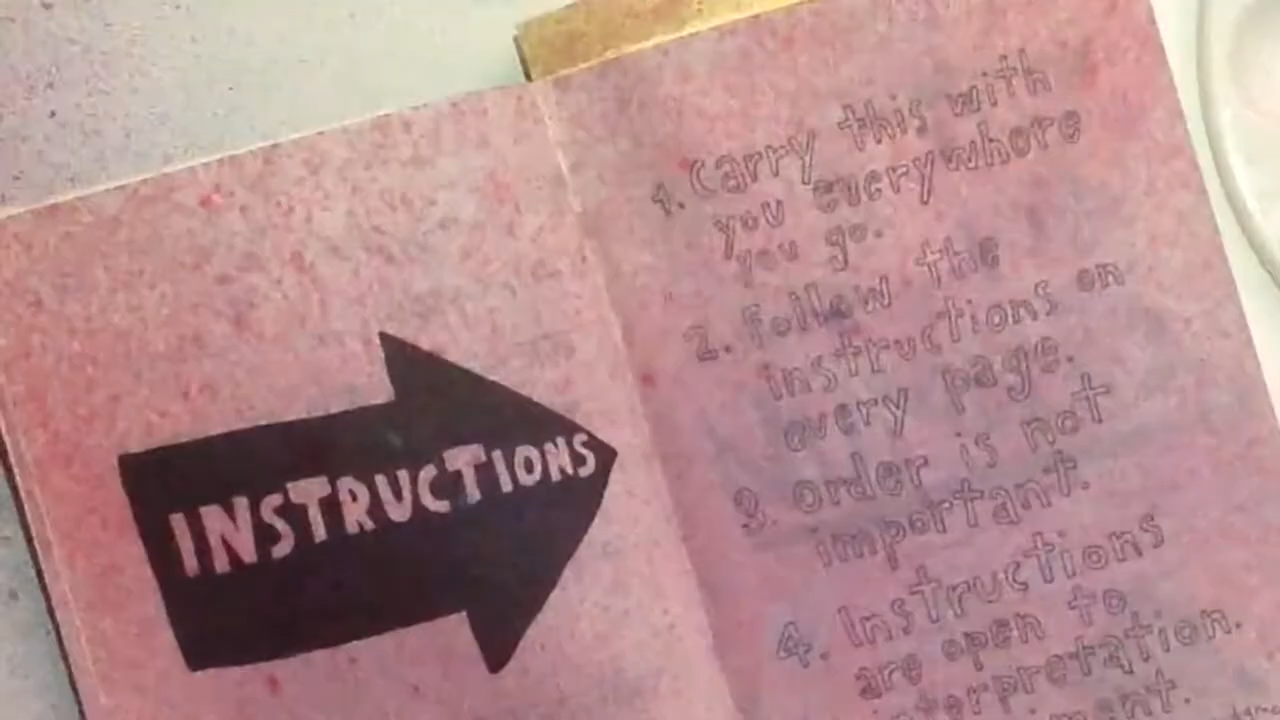 INSTRUCTIONS
1. Carry this with
you everywhere
you go.
2. Follow the
instructions on
every page.
3. order is not
important.
4. Instructions
are open to
interpretation.